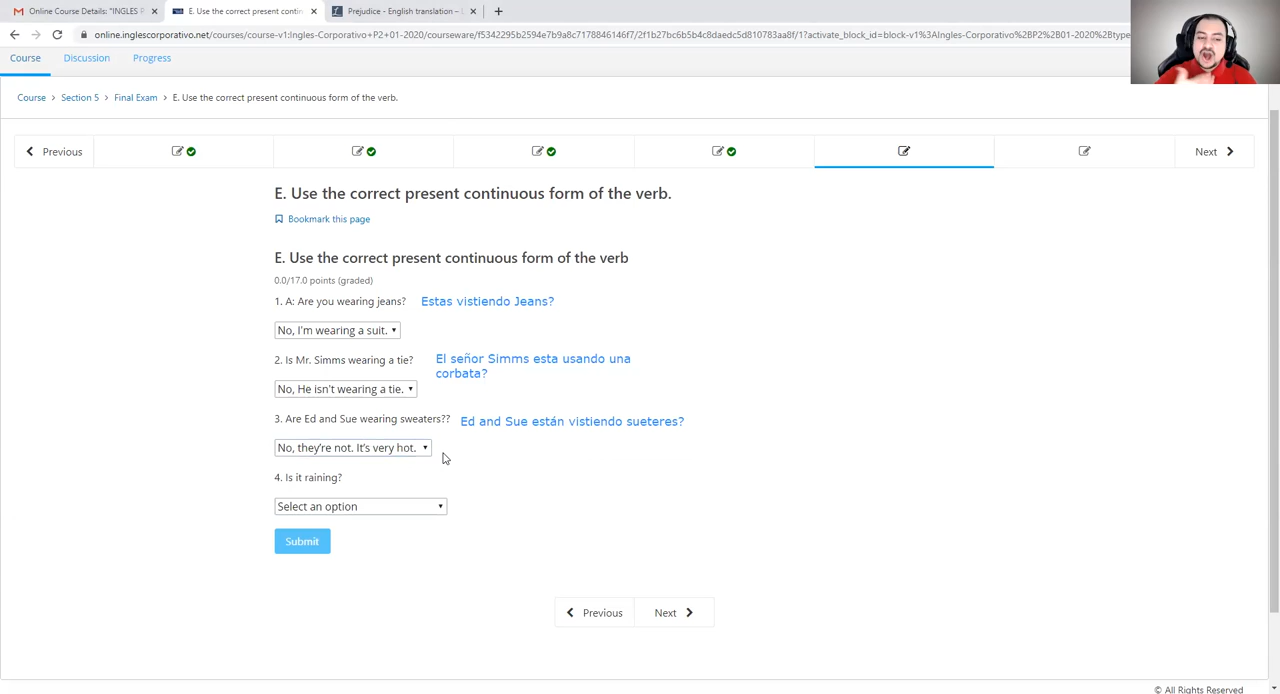 Online Course Details: "INGLES P
E. Use the correct present contin
Prejudice - English translation – L
online.inglescorporativo.net/courses/course-v1:Ingles-Corporativo+P2+01-2020/courseware/f5342295b2b394e7b9a8c7178846146f7/2f1b27bc6b5b4c8daedc5d810783aa8f/1?activate_block_id=block-v1%3AIngles-Corporativo%2BP2%2B01-2020%2Btype
Course Discussion Progress
Course > Section 5 > Final Exam > E. Use the correct present continuous form of the verb.
Previous Next
E. Use the correct present continuous form of the verb.
Bookmark this page
E. Use the correct present continuous form of the verb
0.0/17.0 points (graded)
1. A: Are you wearing jeans? Estas vistiendo Jeans?
No, I'm wearing a suit.
2. Is Mr. Simms wearing a tie? El señor Simms esta usando una
corbata?
No, He isn't wearing a tie.
3. Are Ed and Sue wearing sweaters?? Ed and Sue están vistiendo sueteres?
No, they're not. It's very hot.
4. Is it raining?
Select an option
Submit
Previous Next
© All Rights Reserved